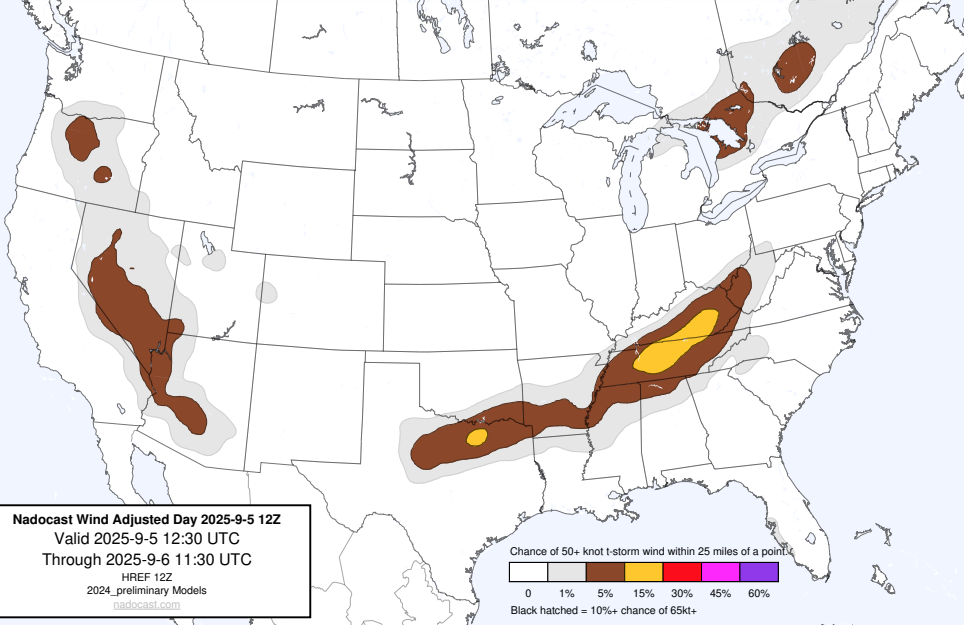 Nadocast Wind Adjusted Day 2025-9-5 12Z
Valid 2025-9-5 12:30 UTC
Through 2025-9-6 11:30 UTC
HREF 12Z
2024_preliminary Models
nadocast.com
Chance of 50+ knot t-storm wind within 25 miles of a point.
0 1% 5% 15% 30% 45% 60%
Black hatched = 10%+ chance of 65kt+